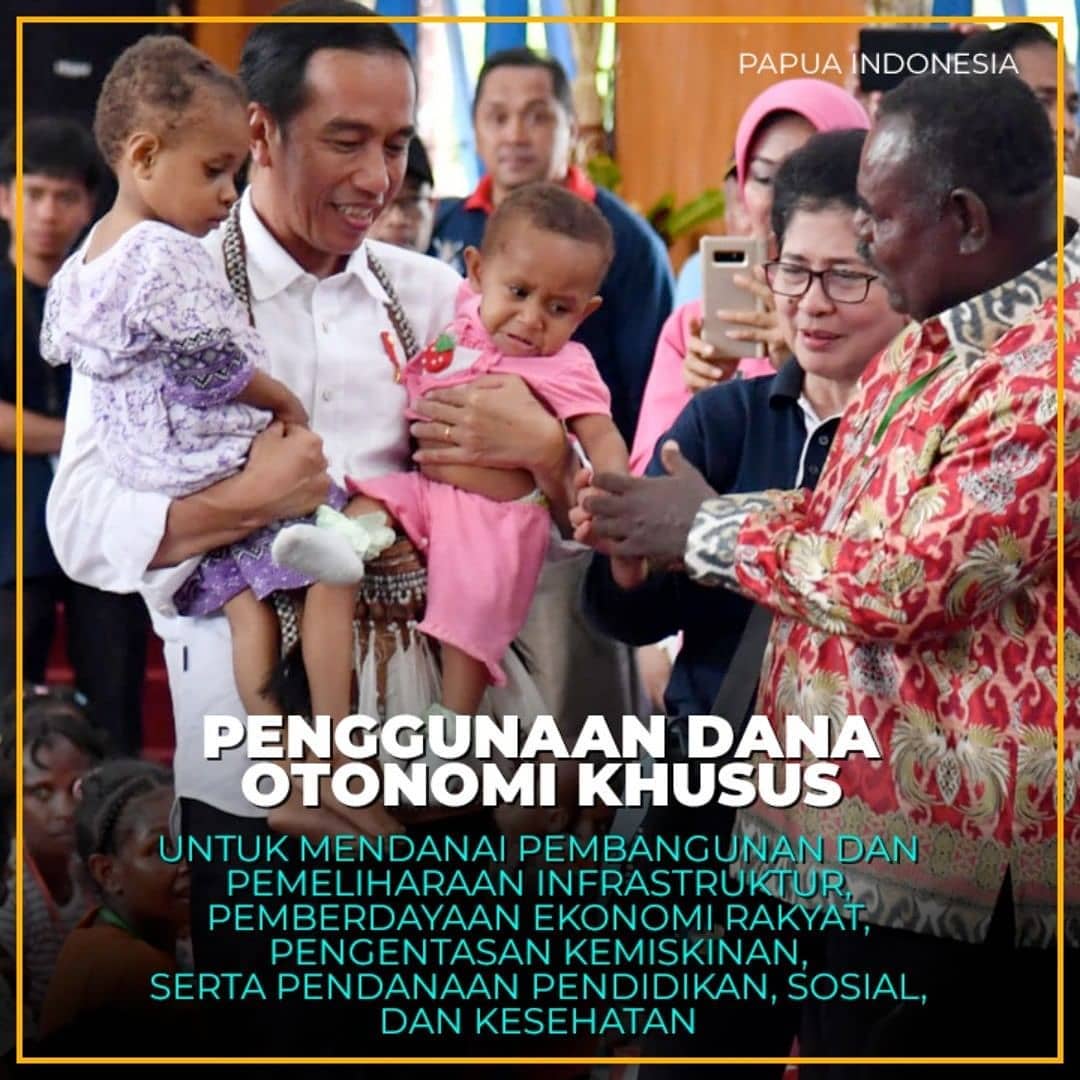 PAPUA INDONESIA
PENGGUNAAN DANA
OTONOMI KHUSUS
UNTUK MENDANAI PEMBANGUNAN DAN
PEMELIHARAAN INFRASTRUKTUR,
PEMBERDAYAAN EKONOMI RAKYAT,
PENGENTASAN KEMISKINAN,
SERTA PENDANAAN PENDIDIKAN, SOSIAL,
DAN KESEHATAN